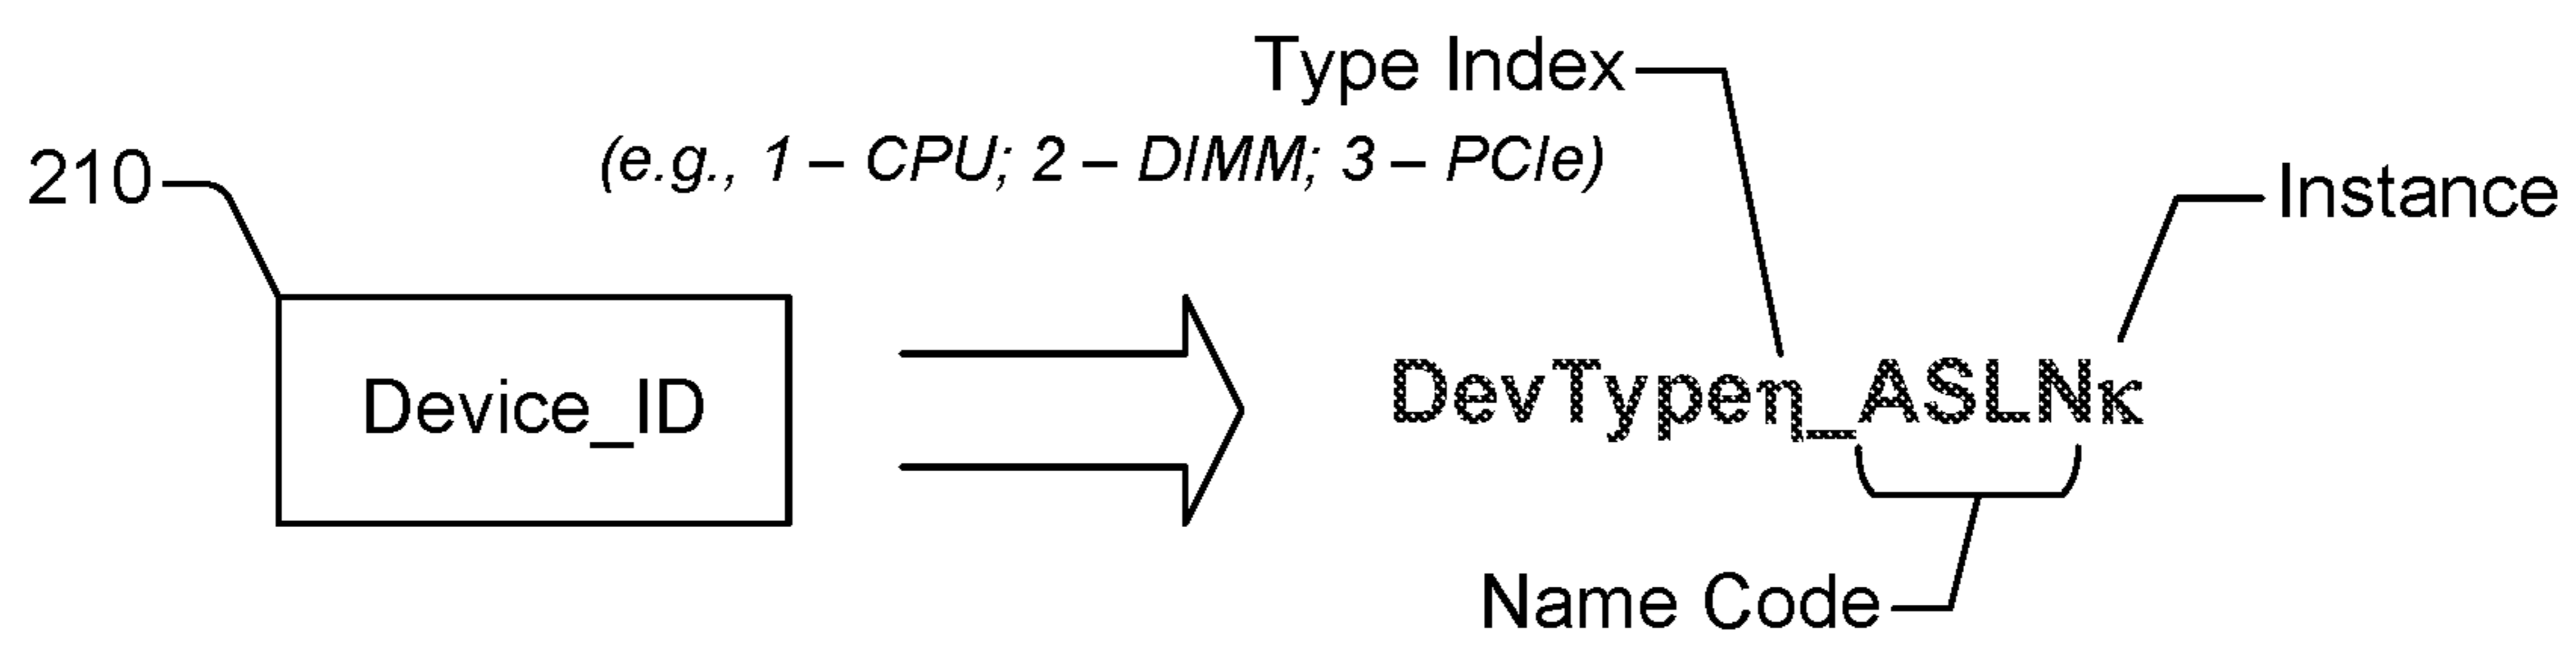 Type Index
(e.g., 1 – CPU; 2 – DIMM; 3 – PCIe)
210
Instance
Device_ID
DevTypeη_ASLNκ
Name Code